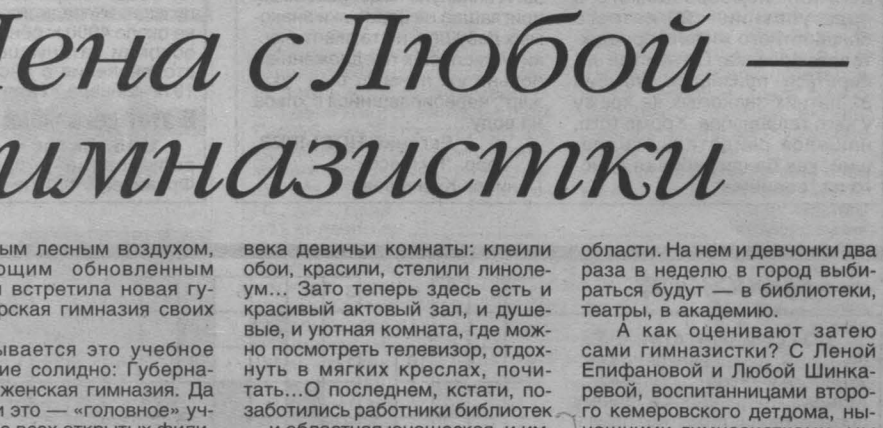 Лена с Любой —
имназистки
ым лесным воздухом,
ющим обновленным
встретила новая гу-
рская гимназия своих
ывается это учебное
ие солидно: Губерна-
женская гимназия. Да
и это — «головное» уч-
века девичьи комнаты: клеили
обои, красили, стелили линоле-
ум... Зато теперь здесь есть и
красивый актовый зал, и душе-
вые, и уютная комната, где мож-
но посмотреть телевизор, отдох-
нуть в мягких креслах, почи-
тать...О последнем, кстати, по-
заботились работники библиотек
области. На нем и девчонки два
раза в неделю в город выби-
раться будут — в библиотеки,
театры, в академию.
А как оценивают затею
сами гимназистки? С Леной
Епифановой и Любой Шинка-
ревой, воспитанницами второ-
го кемеровского детдома, ны-